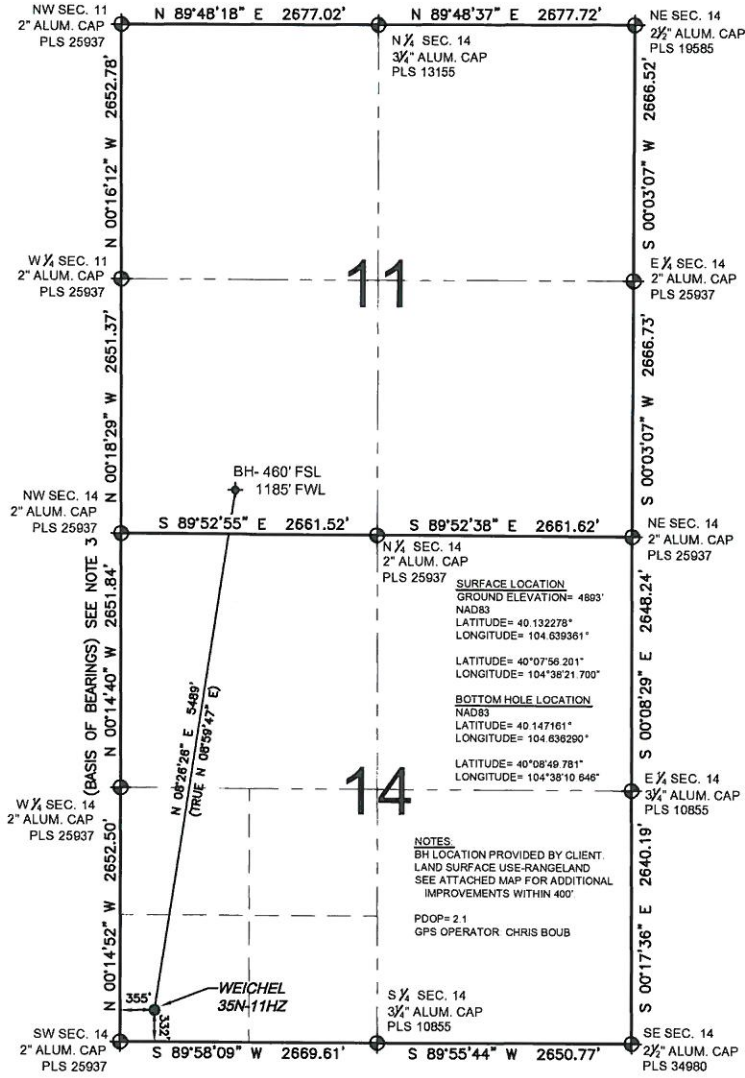 NW SEC. 11
2" ALUM. CAP
PLS 25937
N 89°48'18" E 2677.02'
N 89°48'37" E 2677.72'
NE SEC. 14
2½" ALUM. CAP
PLS 19585
N ¼ SEC. 14
3¼" ALUM. CAP
PLS 13155
N 00°16'12" W 2652.78'
S 00°03'07" W 2666.52'
W ¼ SEC. 11
2" ALUM. CAP
PLS 25937
11
E ¼ SEC. 14
2" ALUM. CAP
PLS 25937
N 00°18'29" W 2651.37'
S 00°03'07" W 2666.73'
BH- 460' FSL
1185' FWL
NW SEC. 14
2" ALUM. CAP
PLS 25937
S 89°52'55" E 2661.52'
S 89°52'38" E 2661.62'
NE SEC. 14
2" ALUM. CAP
PLS 25937
N ¼ SEC. 14
2" ALUM. CAP
PLS 25937
(BASIS OF BEARINGS) SEE NOTE 3
N 00°14'40" W 2651.84'
S 00°08'29" E 2648.24'
SURFACE LOCATION
GROUND ELEVATION= 4893'
NAD83
LATITUDE= 40.132278°
LONGITUDE= 104.639361°
LATITUDE= 40°07'56.201"
LONGITUDE= 104°38'21.700"
BOTTOM HOLE LOCATION
NAD83
LATITUDE= 40.147161°
LONGITUDE= 104.636290°
LATITUDE= 40°08'49.781"
LONGITUDE= 104°38'10 646"
N 08°26'26" E 5489'
(TRUE N 08°59'47" E)
W ¼ SEC. 14
2" ALUM. CAP
PLS 25937
14
E ¼ SEC. 14
3¼" ALUM. CAP
PLS 10855
N 00°14'52" W 2652.50'
S 00°17'36" E 2640.19'
NOTES
BH LOCATION PROVIDED BY CLIENT.
LAND SURFACE USE-RANGELAND
SEE ATTACHED MAP FOR ADDITIONAL
IMPROVEMENTS WITHIN 400'
PDOP= 2.1
GPS OPERATOR CHRIS BOUB
WEICHEL
35N-11HZ
355'
332'
S ¼ SEC. 14
3¼" ALUM. CAP
PLS 10855
SW SEC. 14
2" ALUM. CAP
PLS 25937
S 89°58'09" W 2669.61'
S 89°55'44" W 2650.77'
SE SEC. 14
2½" ALUM. CAP
PLS 34980